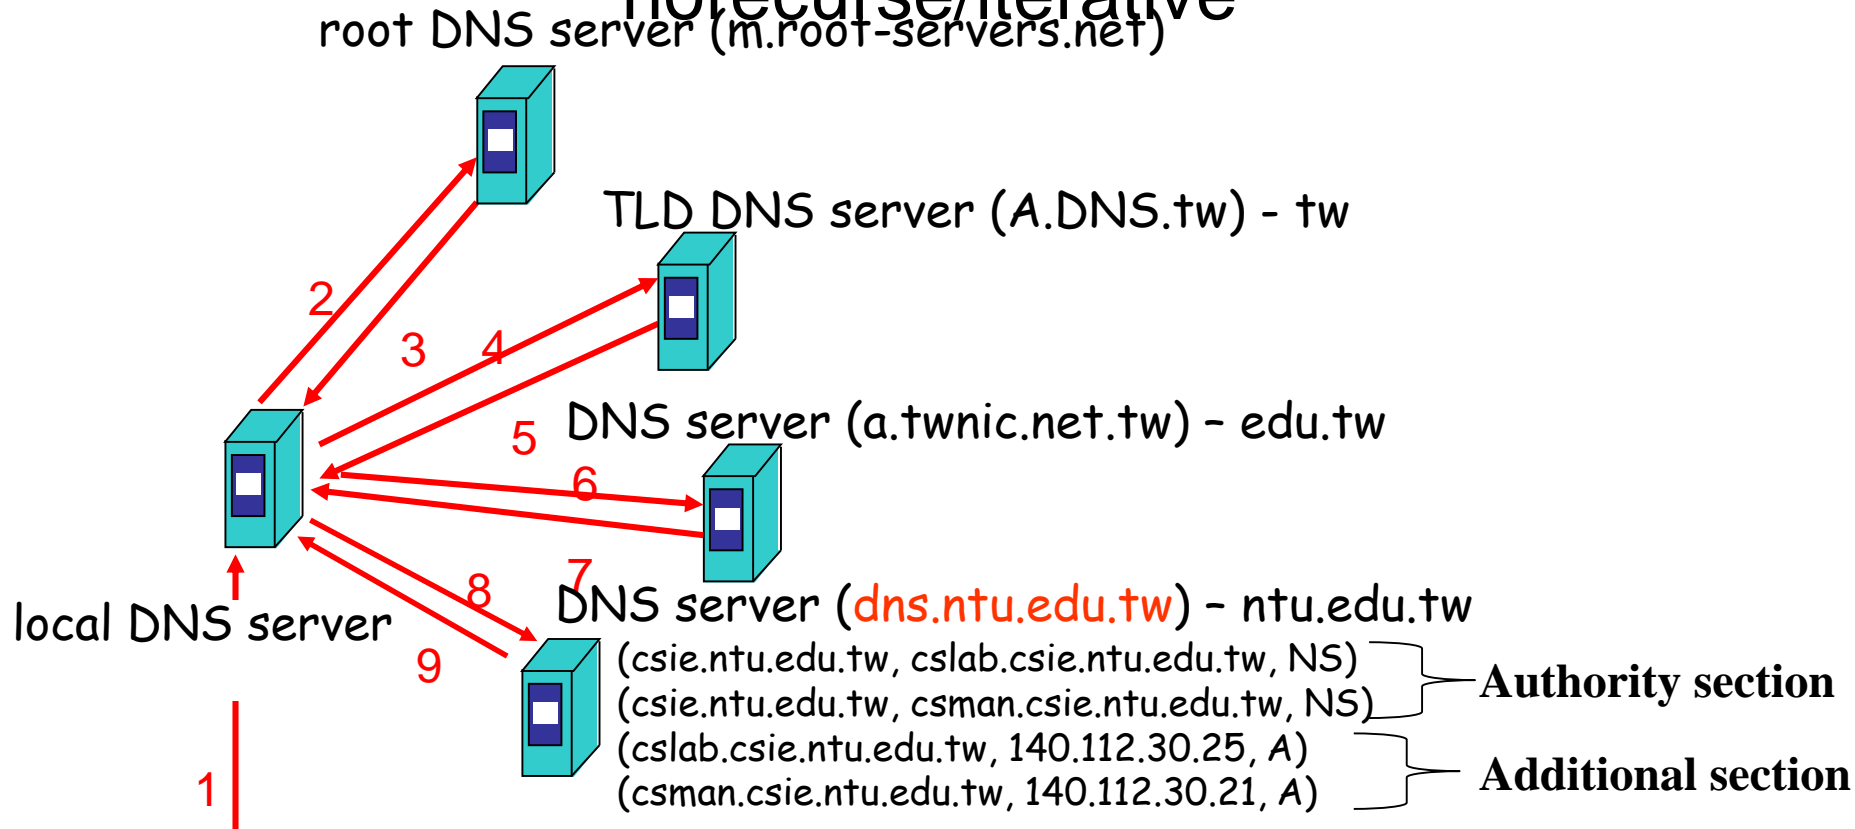 norecurse/iterative
root DNS server (m.root-servers.net)
TLD DNS server (A.DNS.tw) - tw
2
3
4
DNS server (a.twnic.net.tw) – edu.tw
5
6
7
8
DNS server (dns.ntu.edu.tw) – ntu.edu.tw
local DNS server
9
(csie.ntu.edu.tw, cslab.csie.ntu.edu.tw, NS)
(csie.ntu.edu.tw, csman.csie.ntu.edu.tw, NS)
Authority section
(cslab.csie.ntu.edu.tw, 140.112.30.25, A)
(csman.csie.ntu.edu.tw, 140.112.30.21, A)
Additional section
1